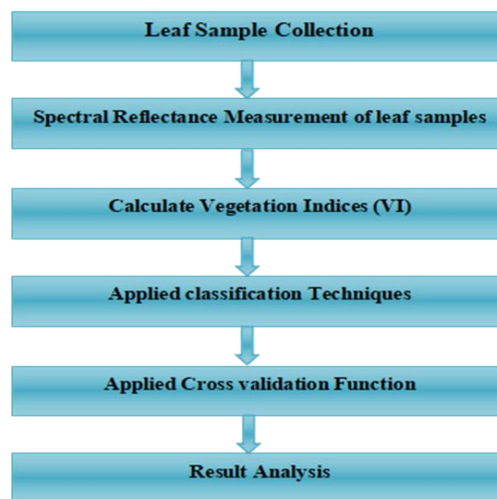 Leaf Sample Collection
Spectral Reflectance Measurement of leaf samples
Calculate Vegetation Indices (VI)
Applied classification Techniques
Applied Cross validation Function
Result Analysis